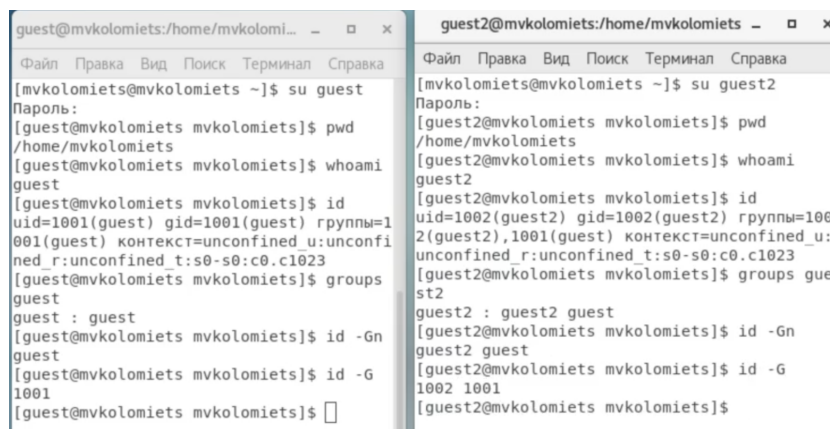 guest@mvkolomiets:/home/mvkolomi...
Файл Правка Вид Поиск Терминал Справка
[mvkolomiets@mvkolomiets ~]$ su guest
Пароль:
[guest@mvkolomiets mvkolomiets]$ pwd
/home/mvkolomiets
[guest@mvkolomiets mvkolomiets]$ whoami
guest
[guest@mvkolomiets mvkolomiets]$ id
uid=1001(guest) gid=1001(guest) группы=1
001(guest) контекст=unconfined_u:unconfi
ned_r:unconfined_t:s0-s0:c0.c1023
[guest@mvkolomiets mvkolomiets]$ groups
guest
guest : guest
[guest@mvkolomiets mvkolomiets]$ id -Gn
guest
[guest@mvkolomiets mvkolomiets]$ id -G
1001
[guest@mvkolomiets mvkolomiets]$
guest2@mvkolomiets:/home/mvkolomiets
Файл Правка Вид Поиск Терминал Справка
[mvkolomiets@mvkolomiets ~]$ su guest2
Пароль:
[guest2@mvkolomiets mvkolomiets]$ pwd
/home/mvkolomiets
[guest2@mvkolomiets mvkolomiets]$ whoami
guest2
[guest2@mvkolomiets mvkolomiets]$ id
uid=1002(guest2) gid=1002(guest2) группы=100
2(guest2),1001(guest) контекст=unconfined_u:
unconfined_r:unconfined_t:s0-s0:c0.c1023
[guest2@mvkolomiets mvkolomiets]$ groups gue
st2
guest2 : guest2 guest
[guest2@mvkolomiets mvkolomiets]$ id -Gn
guest2 guest
[guest2@mvkolomiets mvkolomiets]$ id -G
1002 1001
[guest2@mvkolomiets mvkolomiets]$